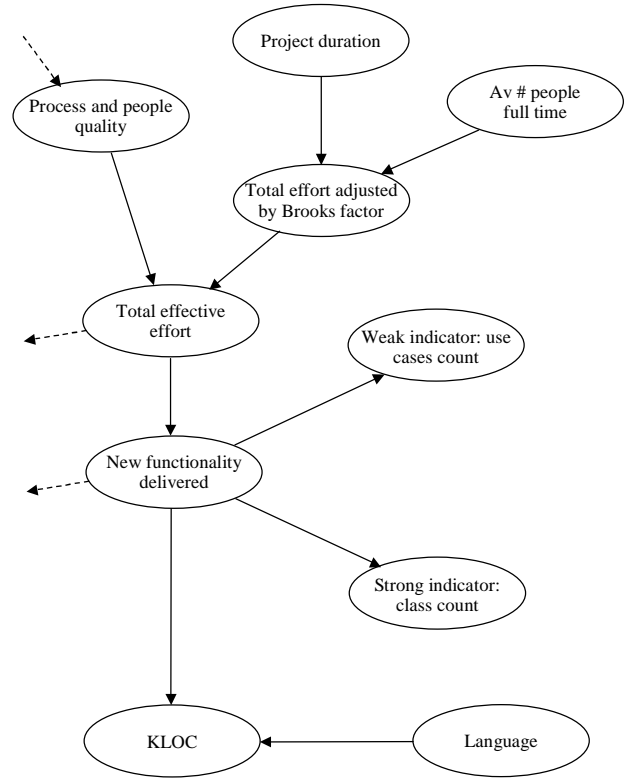 Project duration
Process and people
quality
Av # people
full time
Total effort adjusted
by Brooks factor
Total effective
effort
Weak indicator: use
cases count
New functionality
delivered
Strong indicator:
class count
KLOC
Language